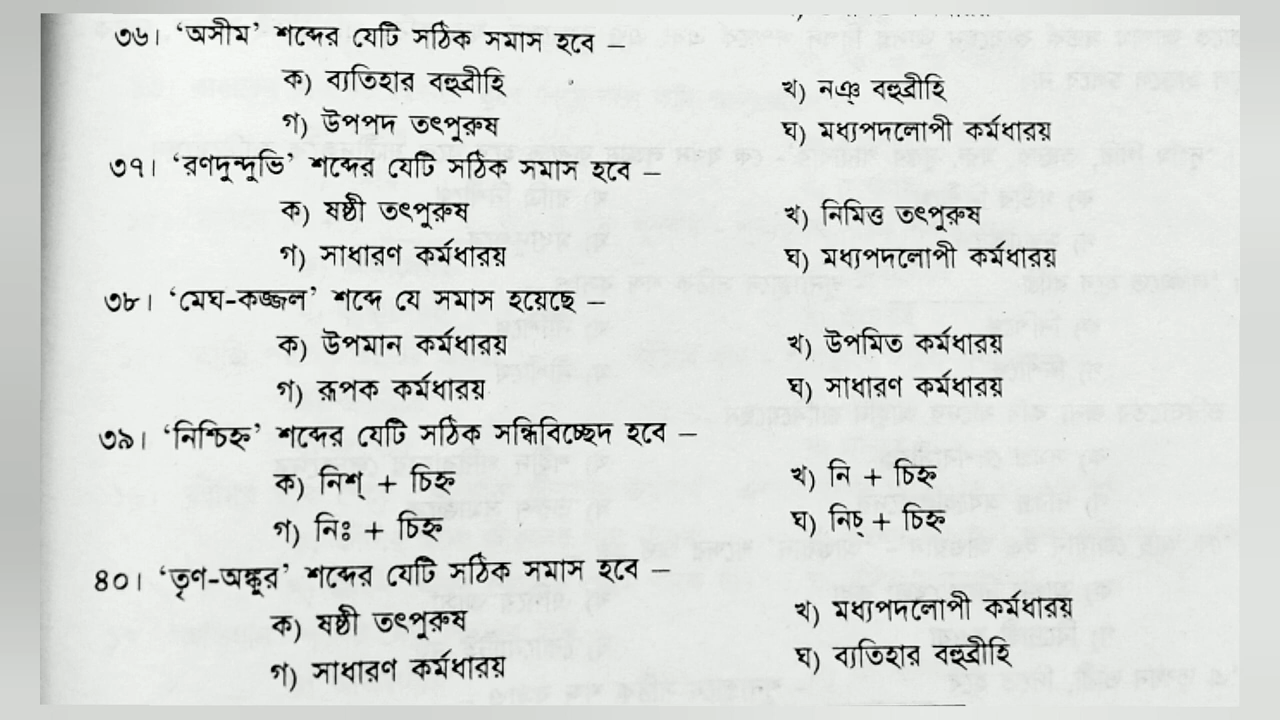 ৩৬। ‘অসীম’ শব্দের যেটি সঠিক সমাস হবে –
ক) ব্যতিহার বহুব্রীহি খ) নঞ্ বহুব্রীহি
গ) উপপদ তৎপুরুষ ঘ) মধ্যপদলোপী কর্মধারয়
৩৭। ‘রণদুন্দুভি’ শব্দের যেটি সঠিক সমাস হবে –
ক) ষষ্ঠী তৎপুরুষ খ) নিমিত্ত তৎপুরুষ
গ) সাধারণ কর্মধারয় ঘ) মধ্যপদলোপী কর্মধারয়
৩৮। ‘মেঘ-কজ্জল’ শব্দে যে সমাস হয়েছে –
ক) উপমান কর্মধারয় খ) উপমিত কর্মধারয়
গ) রূপক কর্মধারয় ঘ) সাধারণ কর্মধারয়
৩৯। ‘নিশ্চিহ্ন’ শব্দের যেটি সঠিক সন্ধিবিচ্ছেদ হবে –
ক) নিশ্ + চিহ্ন খ) নি + চিহ্ন
গ) নিঃ + চিহ্ন ঘ) নিচ্ + চিহ্ন
৪০। ‘তৃণ-অঙ্কুর’ শব্দের যেটি সঠিক সমাস হবে –
ক) ষষ্ঠী তৎপুরুষ খ) মধ্যপদলোপী কর্মধারয়
গ) সাধারণ কর্মধারয় ঘ) ব্যতিহার বহুব্রীহি